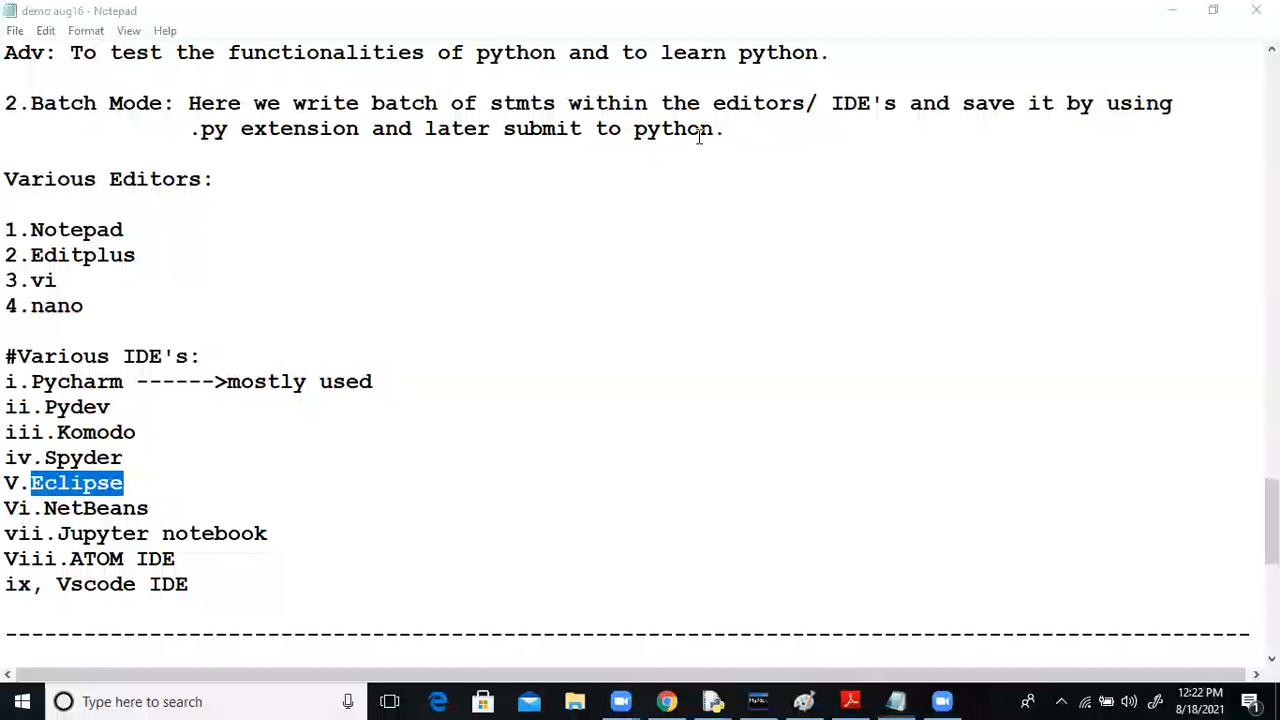 demo aug16 - Notepad
File Edit Format View Help
Adv: To test the functionalities of python and to learn python.
2.Batch Mode: Here we write batch of stmts within the editors/ IDE's and save it by using
.py extension and later submit to python.
Various Editors:
1.Notepad
2.Editplus
3.vi
4.nano
#Various IDE's:
i.Pycharm ------>mostly used
ii.Pydev
iii.Komodo
iv.Spyder
V.Eclipse
Vi.NetBeans
vii.Jupyter notebook
Viii.ATOM IDE
ix, Vscode IDE
-----------------------------------------------------------------------------------------------
Type here to search
12:22 PM
8/18/2021